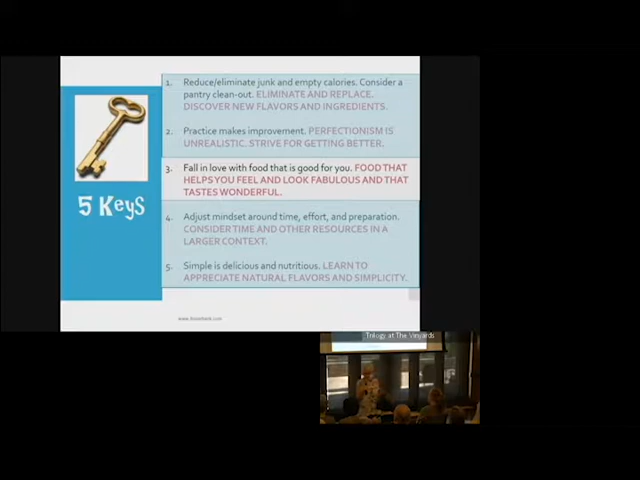 1. Reduce/eliminate junk and empty calories. Consider a
pantry clean-out. ELIMINATE AND REPLACE.
DISCOVER NEW FLAVORS AND INGREDIENTS.
2. Practice makes improvement. PERFECTIONISM IS
UNREALISTIC. STRIVE FOR GETTING BETTER.
3. Fall in love with food that is good for you. FOOD THAT
HELPS YOU FEEL AND LOOK FABULOUS AND THAT
TASTES WONDERFUL.
5 Keys
4. Adjust mindset around time, effort, and preparation.
CONSIDER TIME AND OTHER RESOURCES IN A
LARGER CONTEXT.
5. Simple is delicious and nutritious. LEARN TO
APPRECIATE NATURAL FLAVORS AND SIMPLICITY.
Trilogy at The Vinyards